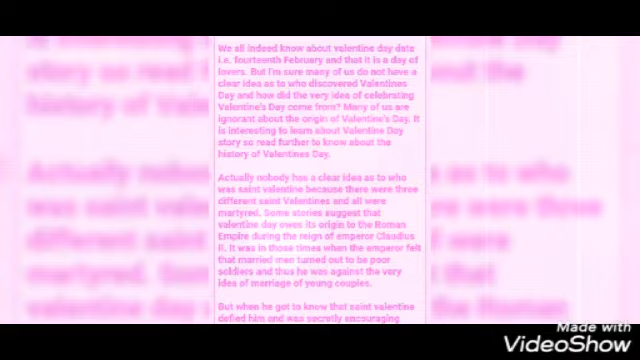 We all indeed know about valentine day date
i.e. fourteenth February and that it is a day of
lovers. But I'm sure many of us do not have a
clear idea as to who discovered Valentines
Day and how did the very idea of celebrating
Valentine's Day come from? Many of us are
ignorant about the origin of Valentine's Day. It
is interesting to learn about Valentine Day
story so read further to know about the
history of Valentines Day.
Actually nobody has a clear idea as to who
was saint valentine because there were three
different saint Valentines and all were
martyred. Some stories suggest that
valentine day owes its origin to the Roman
Empire during the reign of emperor Claudius
II. It was in those times when the emperor felt
that married men turned out to be poor
soldiers and thus he was against the very
idea of marriage of young couples.
But when he got to know that saint valentine
defied him and was secretly encouraging
Made with
VideoShow